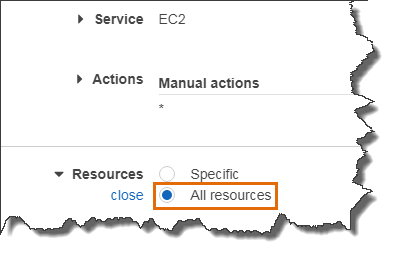 Service EC2
Actions Manual actions
*
Resources Specific
close All resources